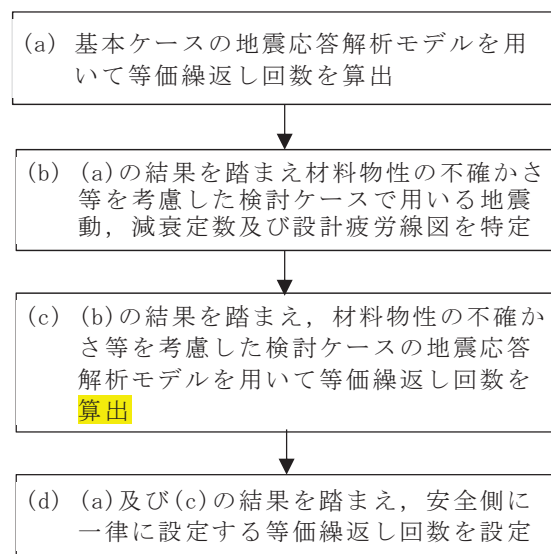 (a) 基本ケースの地震応答解析モデルを用
いて等価繰返し回数を算出
(b) (a)の結果を踏まえ材料物性の不確かさ
等を考慮した検討ケースで用いる地震
動，減衰定数及び設計疲労線図を特定
(c) (b)の結果を踏まえ，材料物性の不確か
さ等を考慮した検討ケースの地震応答
解析モデルを用いて等価繰返し回数を
算出
(d) (a)及び(c)の結果を踏まえ，安全側に
一律に設定する等価繰返し回数を設定